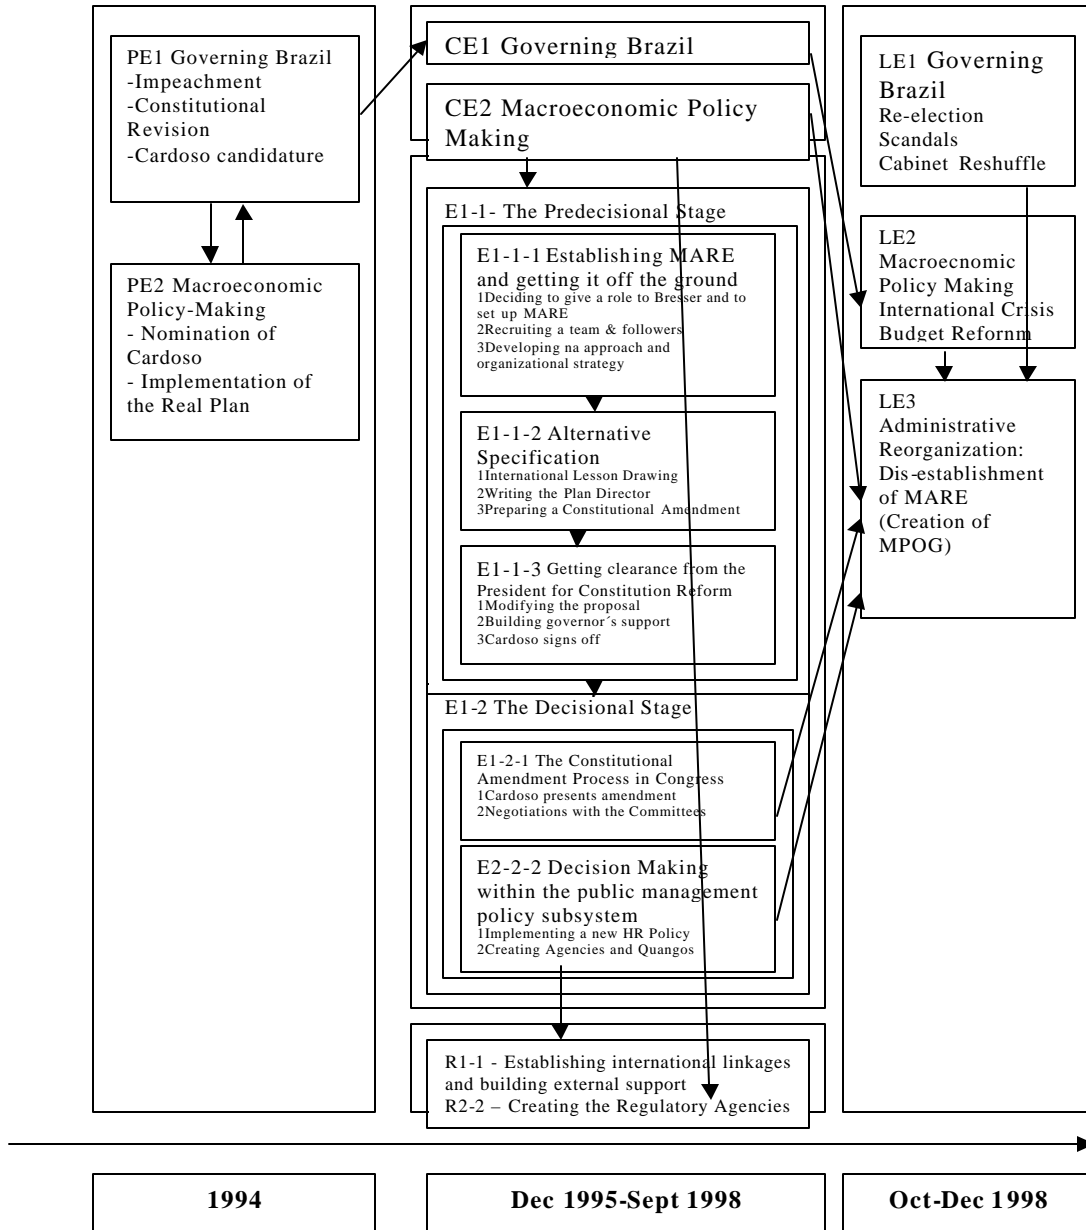 PE1 Governing Brazil
-Impeachment
-Constitutional
Revision
-Cardoso candidature
PE2 Macroeconomic
Policy-Making
- Nomination of
Cardoso
- Implementation of
the Real Plan
CE1 Governing Brazil
CE2 Macroeconomic Policy
Making
E1-1- The Predecisional Stage
E1-1-1 Establishing MARE
and getting it off the ground
1Deciding to give a role to Bresser and to
set up MARE
2Recruiting a team & followers
3Developing na approach and
organizational strategy
E1-1-2 Alternative
Specification
1International Lesson Drawing
2Writing the Plan Director
3Preparing a Constitutional Amendment
E1-1-3 Getting clearance from the
President for Constitution Reform
1Modifying the proposal
2Building governor´s support
3Cardoso signs off
E1-2 The Decisional Stage
E1-2-1 The Constitutional
Amendment Process in Congress
1Cardoso presents amendment
2Negotiations with the Committees
E2-2-2 Decision Making
within the public management
policy subsystem
1Implementing a new HR Policy
2Creating Agencies and Quangos
R1-1 - Establishing international linkages
and building external support
R2-2 – Creating the Regulatory Agencies
LE1 Governing
Brazil
Re-election
Scandals
Cabinet Reshuffle
LE2
Macroecnomic
Policy Making
International Crisis
Budget Refornm
LE3
Administrative
Reorganization:
Dis-establishment
of MARE
(Creation of
MPOG)
1994
Dec 1995-Sept 1998
Oct-Dec 1998